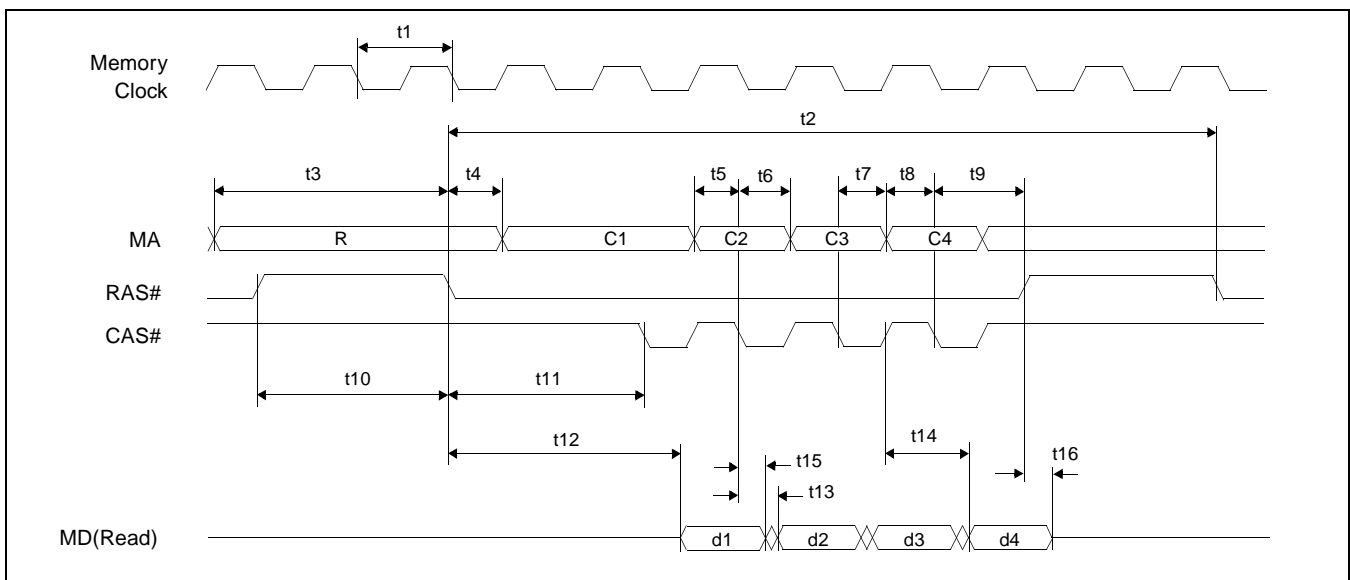 t1
Memory
Clock
t2
t3 t4 t5 t6 t7 t8 t9
MA R C1 C2 C3 C4
RAS#
CAS#
t10 t11
t12 t14
t15 t16
t13
MD(Read) d1 d2 d3 d4